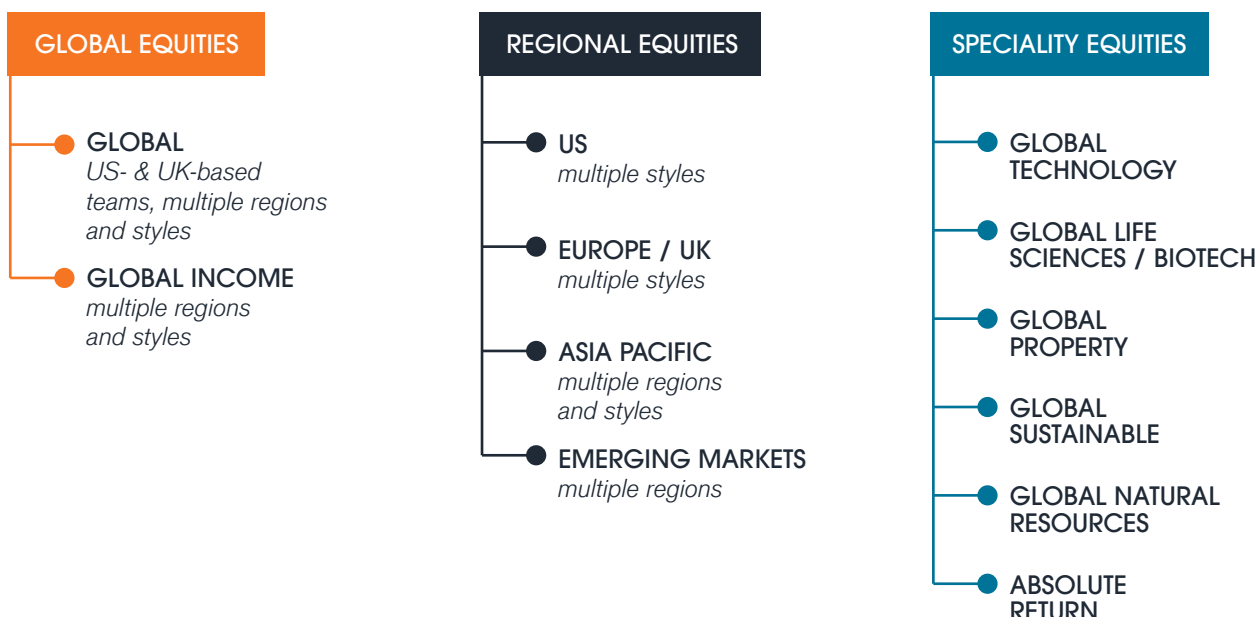 GLOBAL EQUITIES
GLOBAL
US- & UK-based
teams, multiple regions
and styles
GLOBAL INCOME
multiple regions
and styles
REGIONAL EQUITIES
US
multiple styles
EUROPE / UK
multiple styles
ASIA PACIFIC
multiple regions
and styles
EMERGING MARKETS
multiple regions
SPECIALITY EQUITIES
GLOBAL
TECHNOLOGY
GLOBAL LIFE
SCIENCES / BIOTECH
GLOBAL
PROPERTY
GLOBAL
SUSTAINABLE
GLOBAL NATURAL
RESOURCES
ABSOLUTE
RETURN